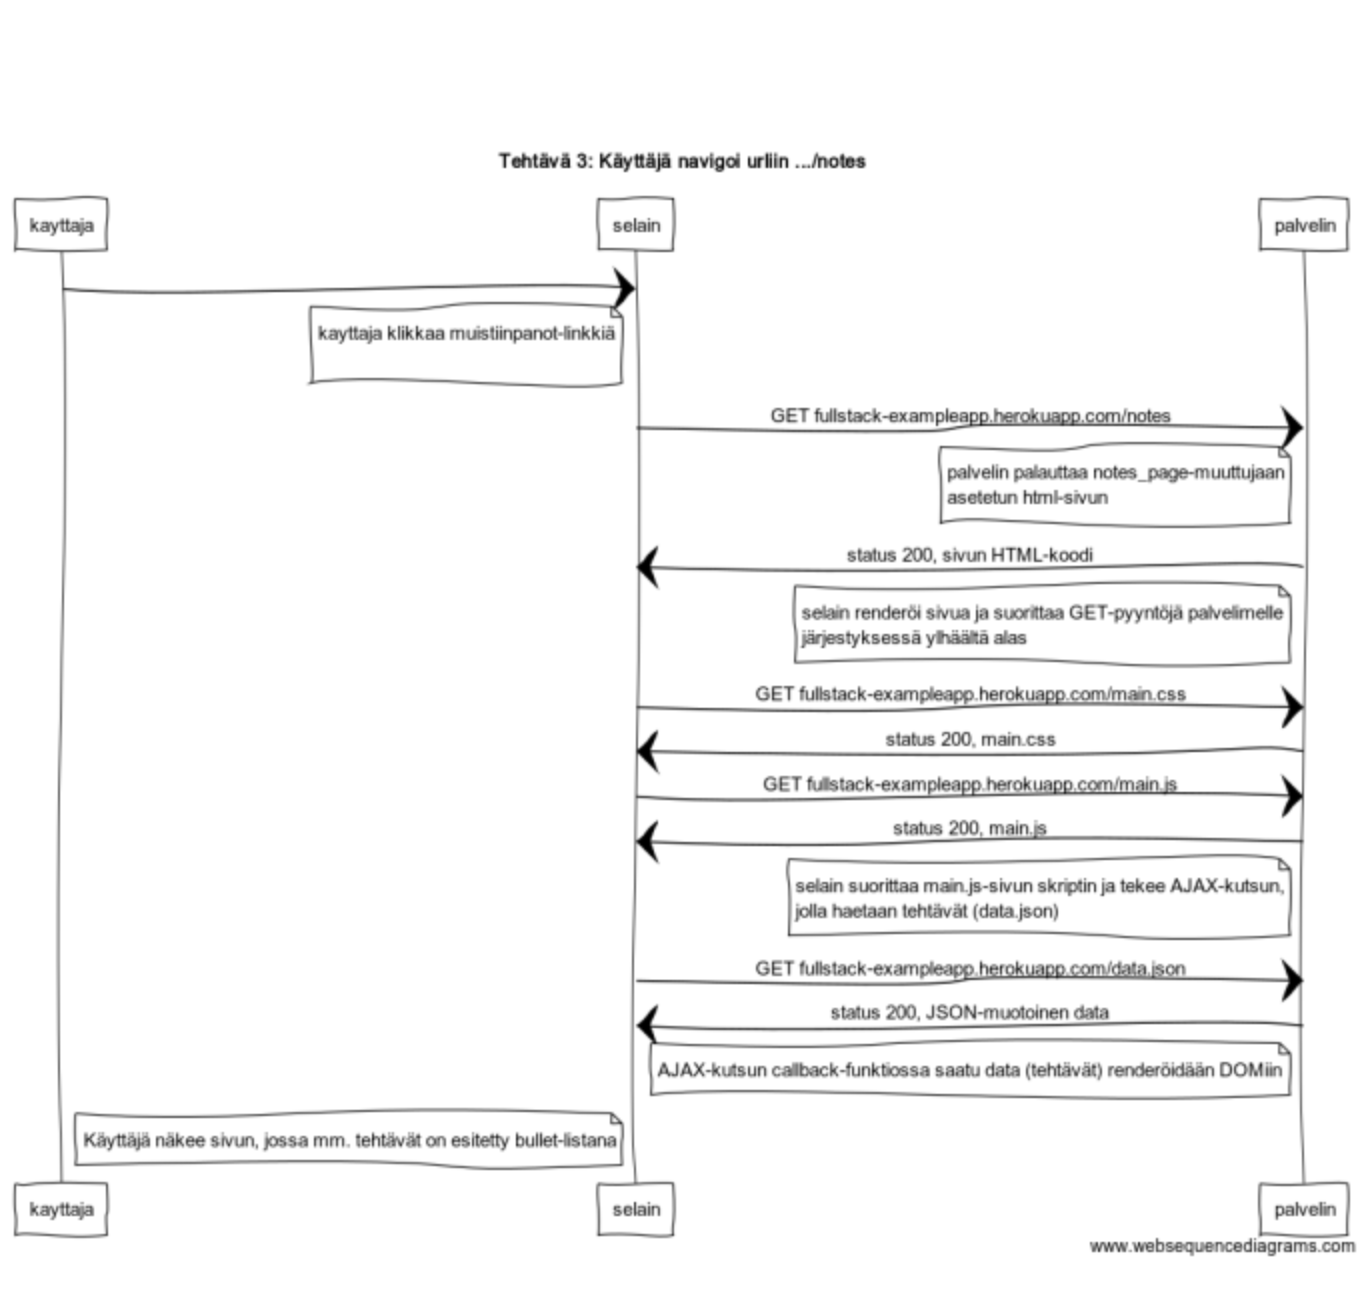 Tehtävä 3: Käyttäjä navigoi urliin .../notes
kayttaja
selain
palvelin
kayttaja klikkaa muistiinpanot-linkkiä
GET fullstack-exampleapp.herokuapp.com/notes
palvelin palauttaa notes_page-muuttujaan
asetetun html-sivun
status 200, sivun HTML-koodi
selain renderöi sivua ja suorittaa GET-pyyntöjä palvelimelle
järjestyksessä ylhäältä alas
GET fullstack-exampleapp.herokuapp.com/main.css
status 200, main.css
GET fullstack-exampleapp.herokuapp.com/main.js
status 200, main.js
selain suorittaa main.js-sivun skriptin ja tekee AJAX-kutsun,
jolla haetaan tehtävät (data.json)
GET fullstack-exampleapp.herokuapp.com/data.json
status 200, JSON-muotoinen data
AJAX-kutsun callback-funktiossa saatu data (tehtävät) renderöidään DOMiin
Käyttäjä näkee sivun, jossa mm. tehtävät on esitetty bullet-listana
kayttaja
selain
palvelin
www.websequencediagrams.com